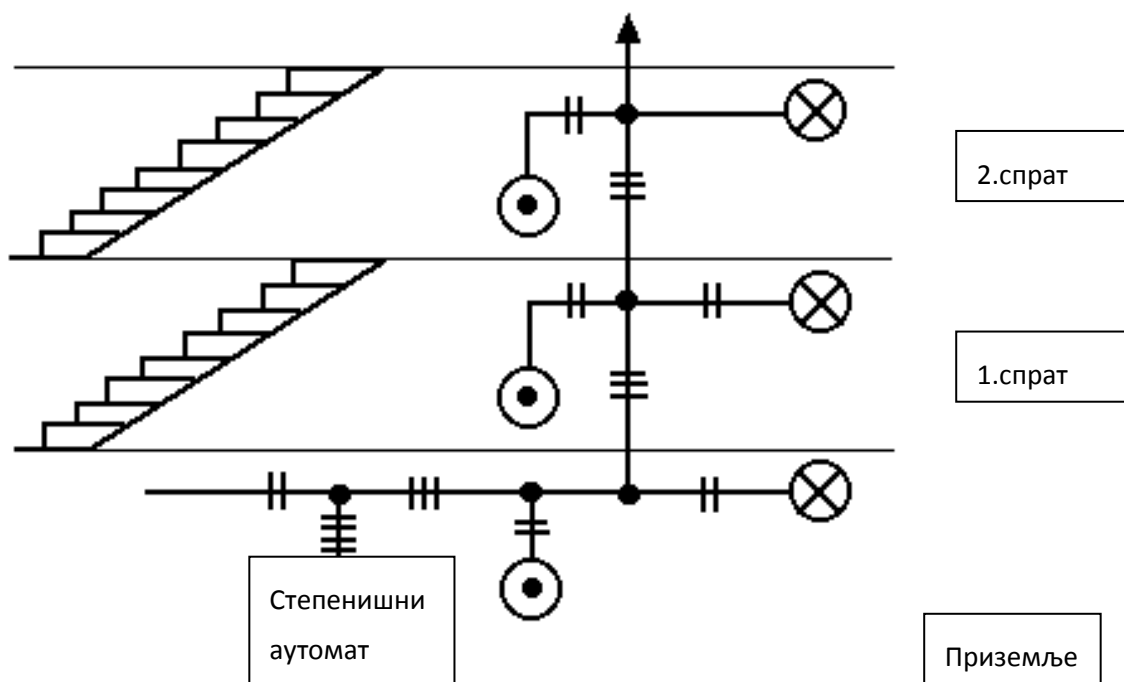 2.спрат
1.спрат
Степенишни
аутомат
Приземље